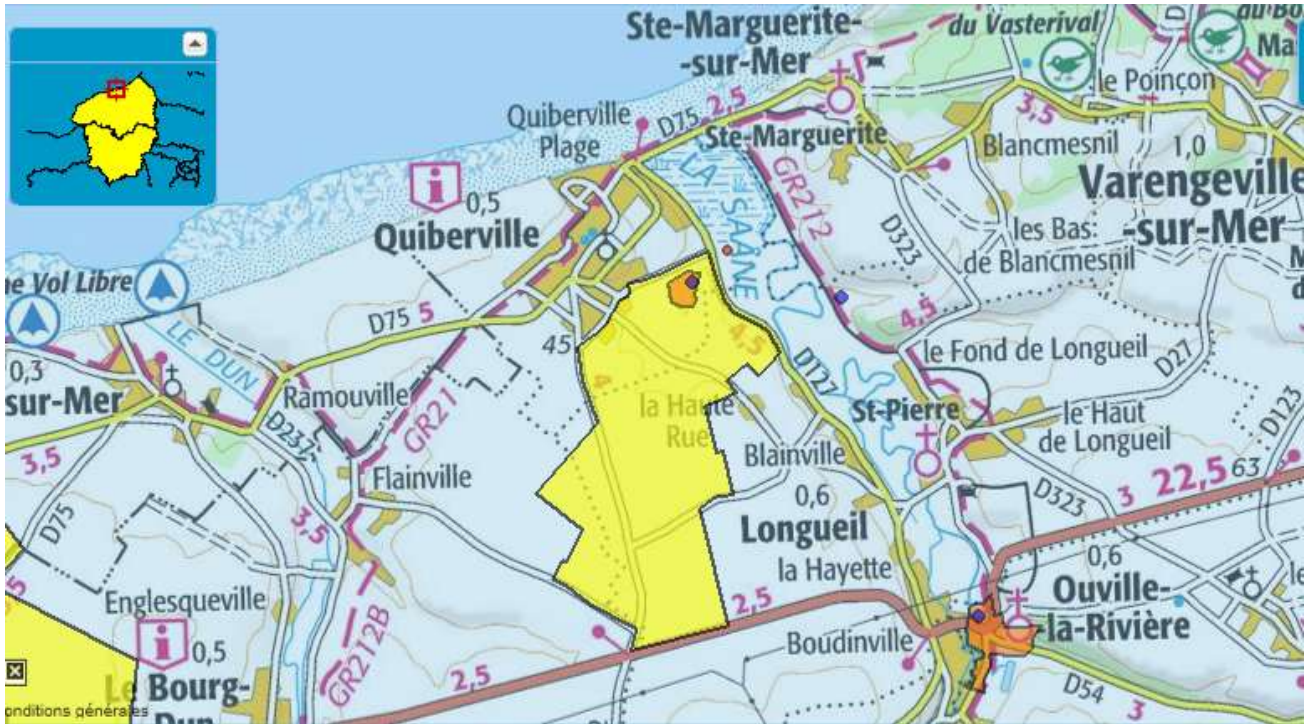 Ste-Marguerite-
-sur-Mer
du Vasterival
Ma
le Poinçon
3,5
Quiberville
Plage
D75 2,5
Ste-Marguerite
Blancmesnil
1,0
Varengeville
-sur-Mer
0,5
LA SAÂNE
GR212
Quiberville
D323
les Bas:
de Blancmesnil
Vol Libre
LE DUN
D75 5
4,5
4,5
45
4
0,3
sur-Mer
Ramouville
D127
le Fond de Longueil
D27
D123
la Haute
Rue
St-Pierre
le Haut
de Longueil
3,5
D237
GR21
Flainville
Blainville
0,6
D323
3 22,5 63
D75
3,5
Longueil
la Hayette
0,6
Englesqueville
2,5
Ouville-
-la-Rivière
0,5
GR212B
Boudinville
Le Bourg-
Dun
2,5
D54
3
onditions générales